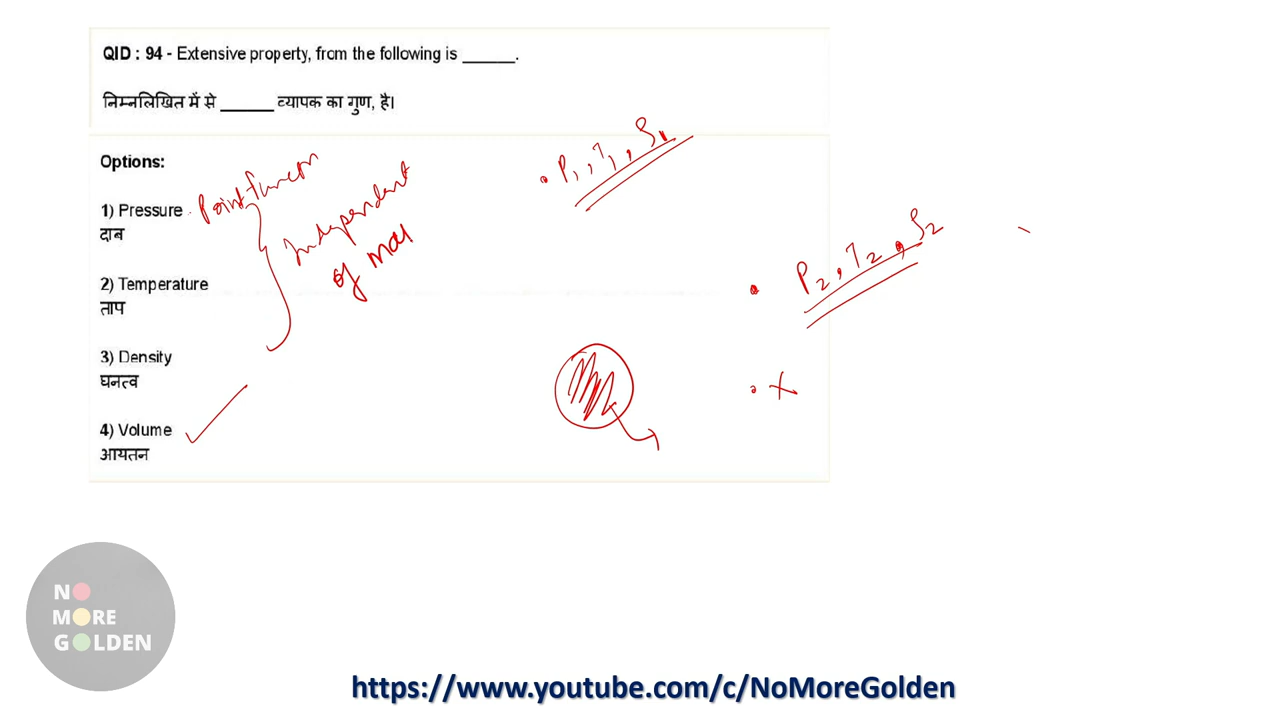 QID : 94 - Extensive property, from the following is ______.
निम्नलिखित में से ______ व्यापक का गुण, है।
Options:
1) Pressure Point function
दाब
Independent
of mas
2) Temperature
ताप
3) Density
घनत्व
4) Volume
आयतन
P1, T1, ρ1
P2, T2, ρ2
NO
MORE
GOLDEN
https://www.youtube.com/c/NoMoreGolden